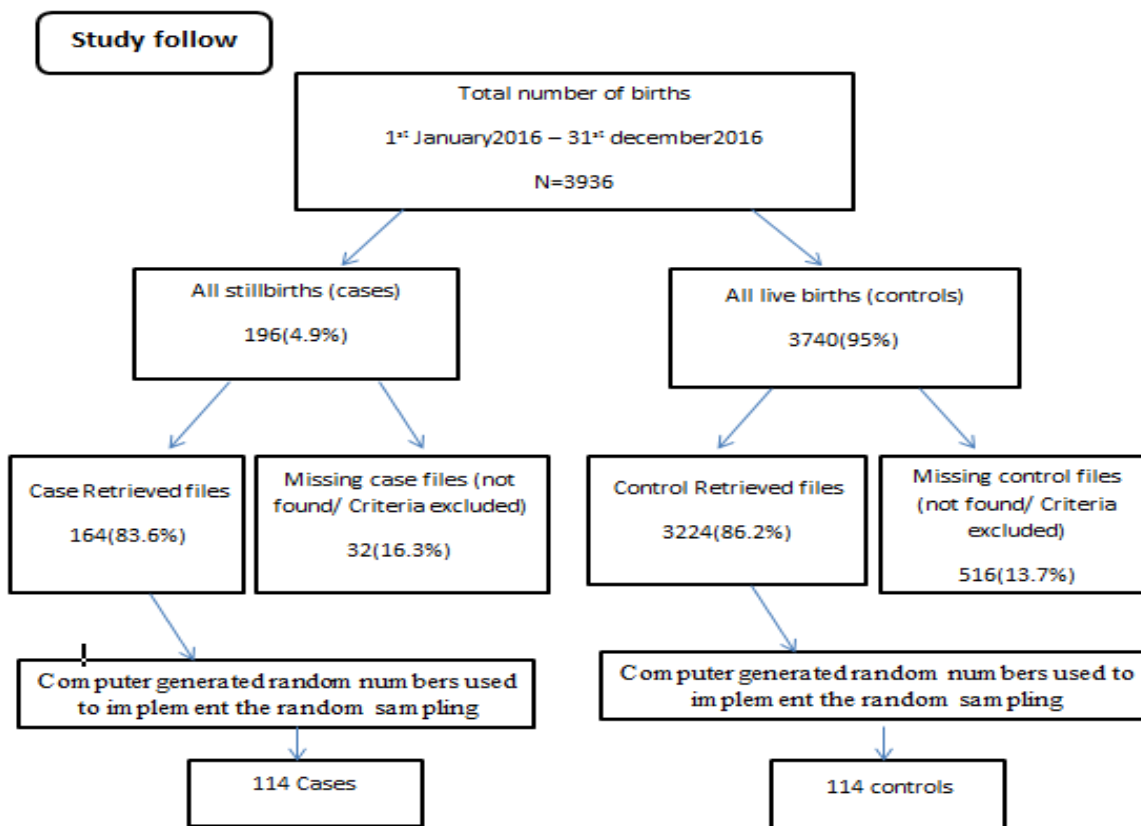 Study follow
Total number of births
1st January2016 – 31st december2016
N=3936
All stillbirths (cases)
196(4.9%)
All live births (controls)
3740(95%)
Case Retrieved files
164(83.6%)
Missing case files (not
found/ Criteria excluded)
32(16.3%)
Control Retrieved files
3224(86.2%)
Missing control files
(not found/ Criteria
excluded)
516(13.7%)
Computer generated random numbers used
to implement the random sampling
Computer generated random numbers used to
implement the random sampling
114 Cases
114 controls